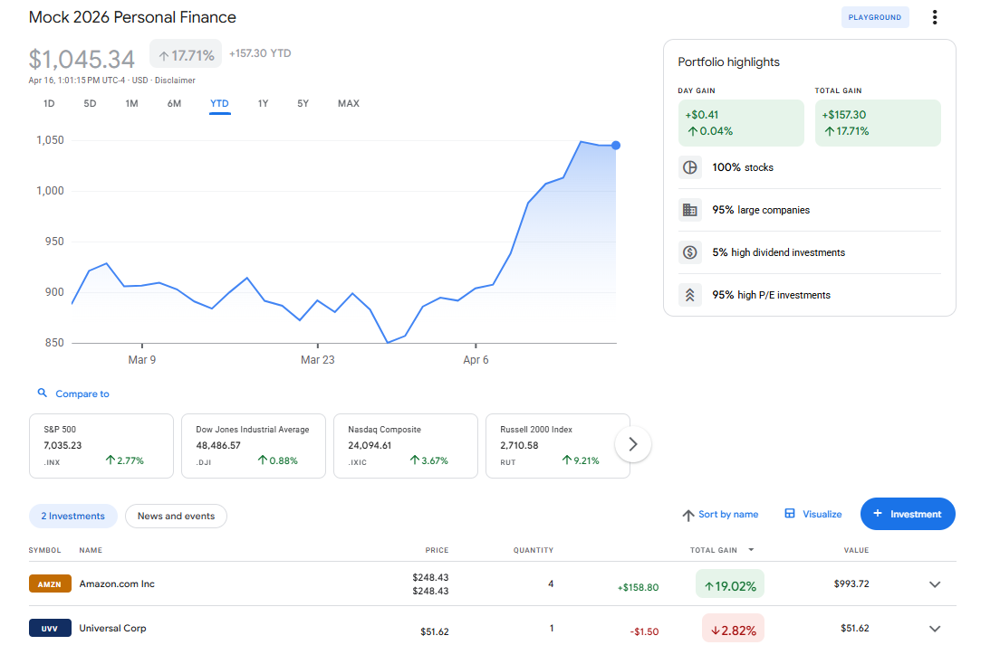 Mock 2026 Personal Finance
PLAYGROUND
$1,045.34 ↑ 17.71% +157.30 YTD
Apr 16, 1:01:15 PM UTC-4 · USD · Disclaimer
1D 5D 1M 6M YTD 1Y 5Y MAX
1,050
1,000
950
900
850
Mar 9 Mar 23 Apr 6
Portfolio highlights
DAY GAIN TOTAL GAIN
+$0.41 +$157.30
↑ 0.04% ↑ 17.71%
100% stocks
95% large companies
5% high dividend investments
95% high P/E investments
Compare to
S&P 500
7,035.23
.INX ↑ 2.77%
Dow Jones Industrial Average
48,486.57
.DJI ↑ 0.88%
Nasdaq Composite
24,094.61
.IXIC ↑ 3.67%
Russell 2000 Index
2,710.58
RUT ↑ 9.21%
2 Investments News and events
Sort by name Visualize + Investment
SYMBOL NAME PRICE QUANTITY TOTAL GAIN VALUE
AMZN Amazon.com Inc $248.43 4 +$158.80 ↑19.02% $993.72
$248.43
UVV Universal Corp $51.62 1 -$1.50 ↓2.82% $51.62